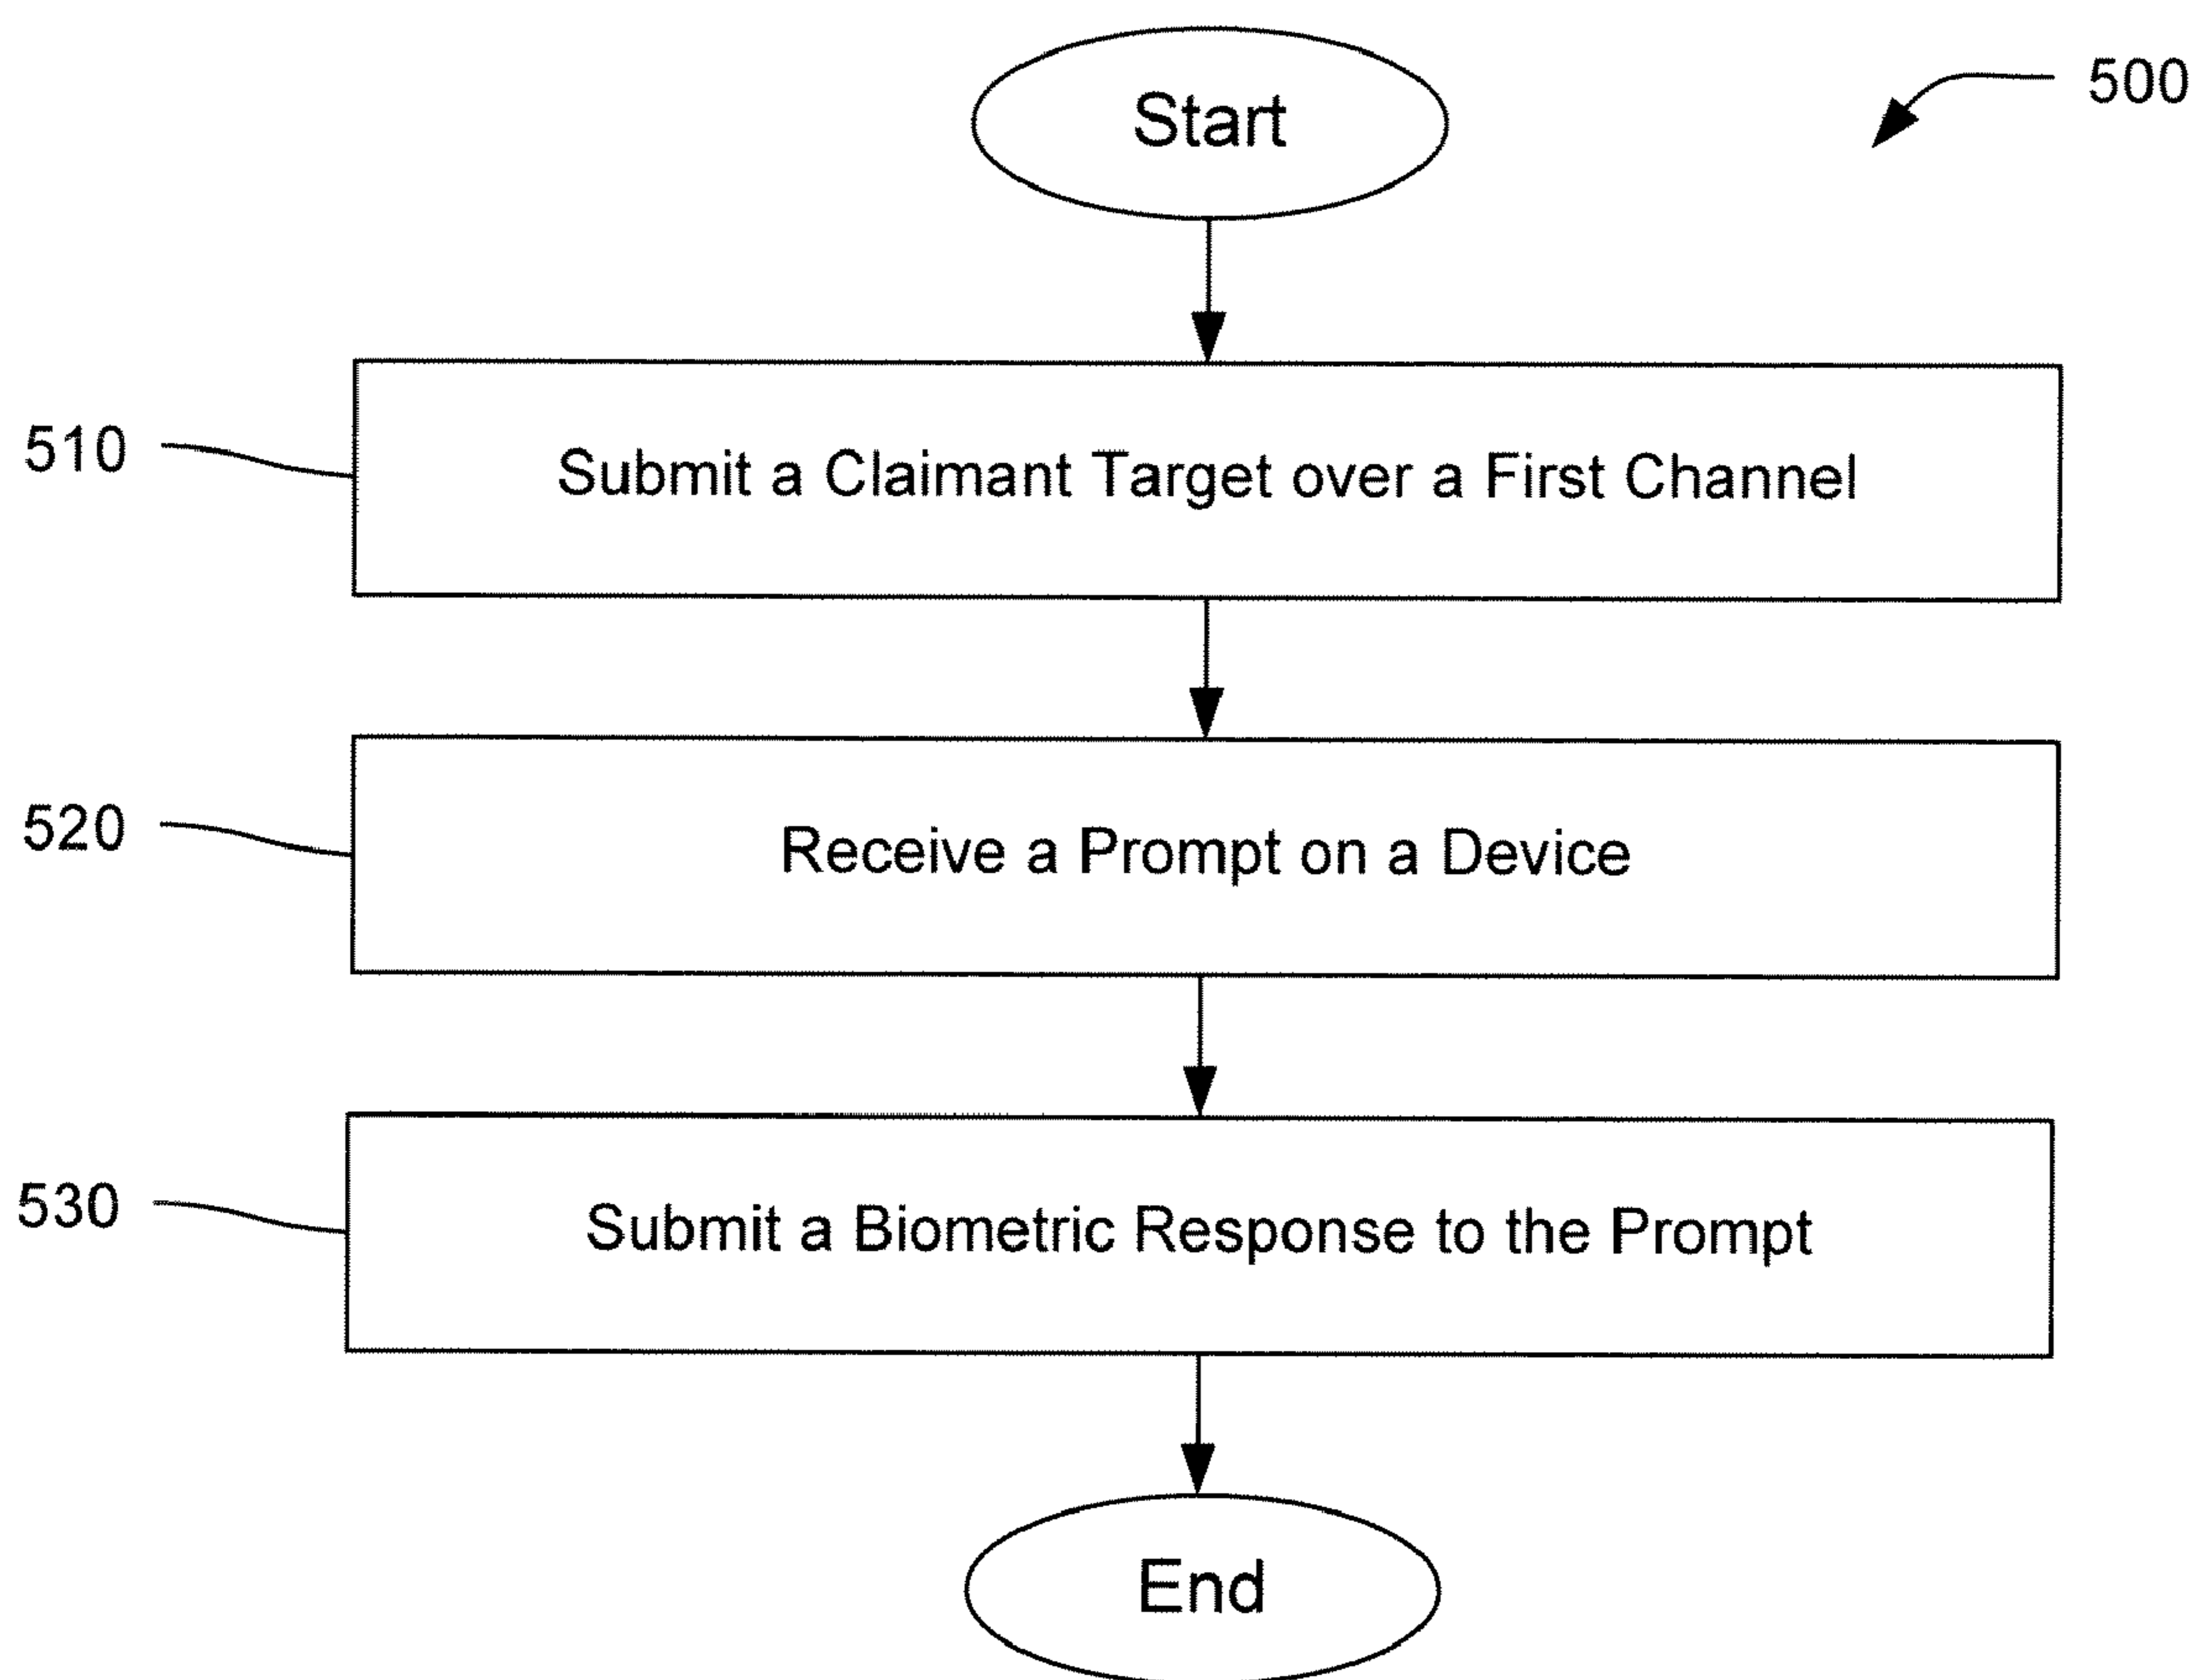 Start
500
510
Submit a Claimant Target over a First Channel
520
Receive a Prompt on a Device
530
Submit a Biometric Response to the Prompt
End